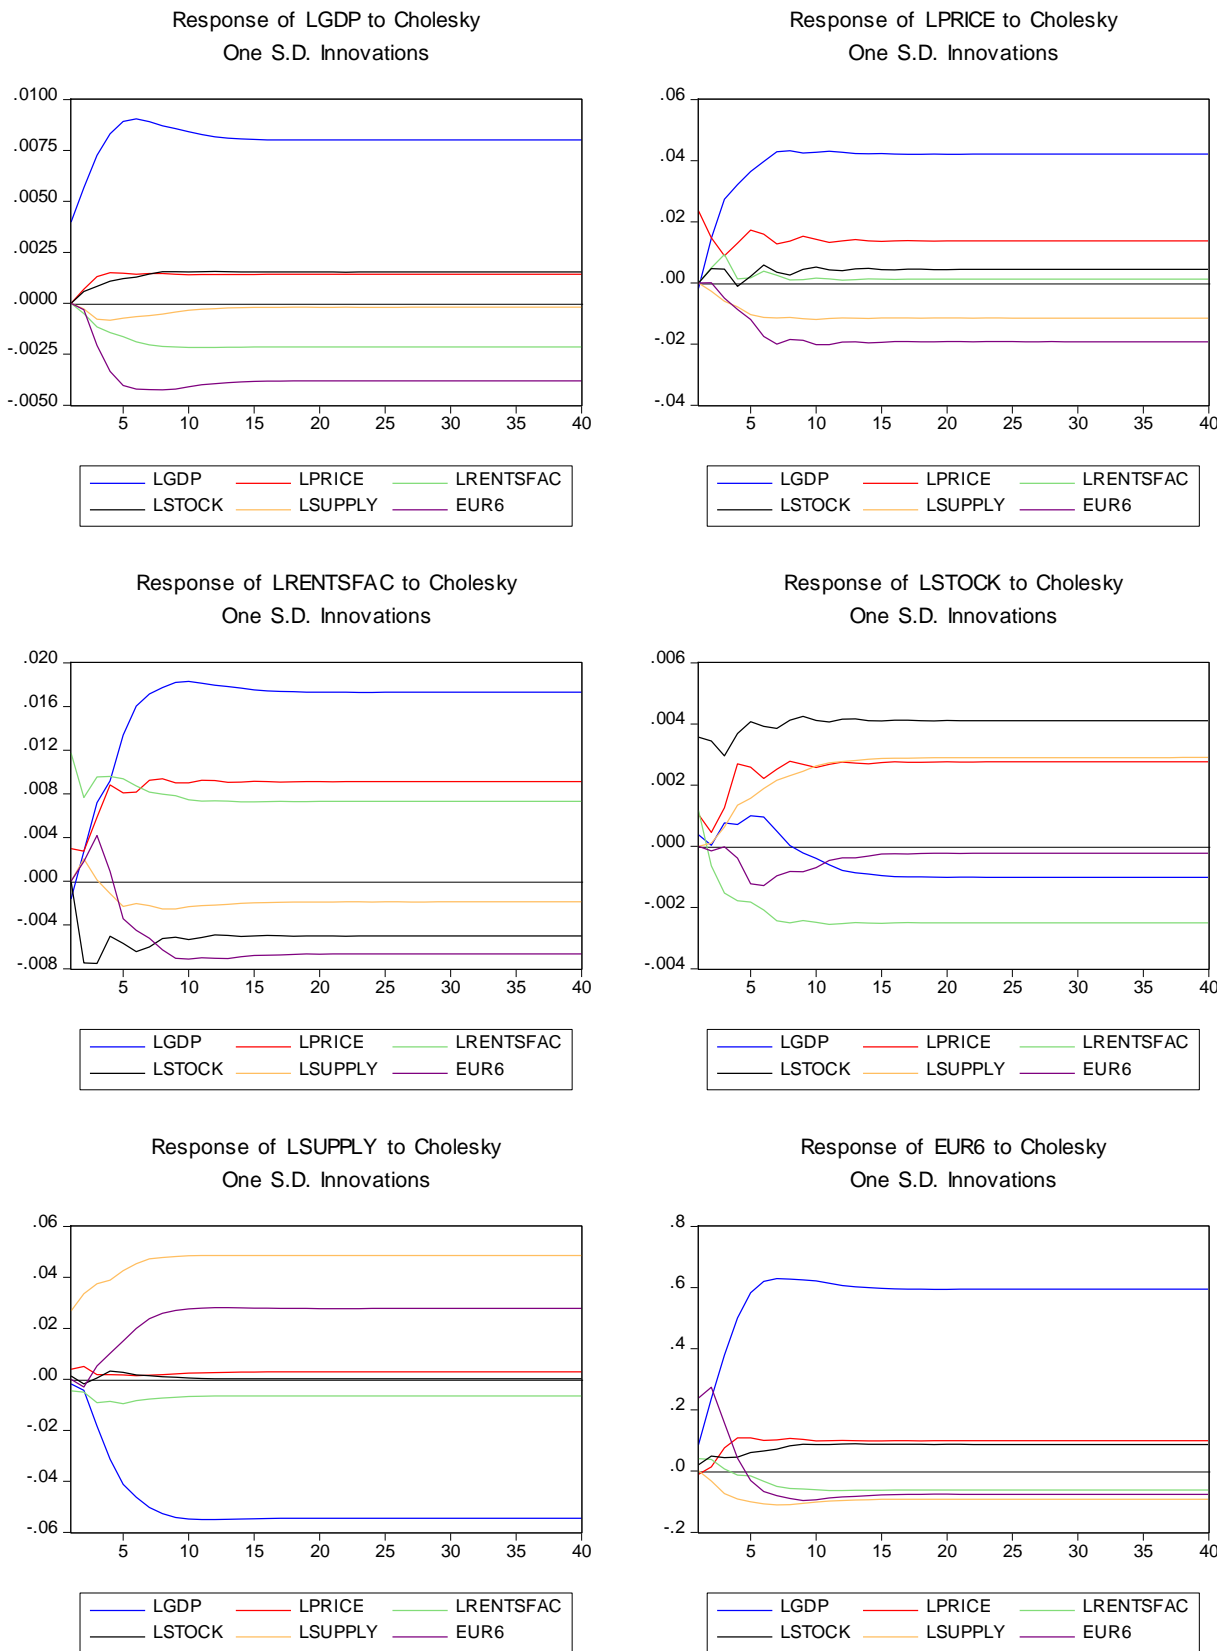 Response of LGDP to Cholesky
One S.D. Innovations
.0100
.0075
.0050
.0025
.0000
-.0025
-.0050
5 10 15 20 25 30 35 40
LGDP LPRICE LRENTSFAC
LSTOCK LSUPPLY EUR6
Response of LPRICE to Cholesky
One S.D. Innovations
.06
.04
.02
.00
-.02
-.04
5 10 15 20 25 30 35 40
LGDP LPRICE LRENTSFAC
LSTOCK LSUPPLY EUR6
Response of LRENTSFAC to Cholesky
One S.D. Innovations
.020
.016
.012
.008
.004
.000
-.004
-.008
5 10 15 20 25 30 35 40
LGDP LPRICE LRENTSFAC
LSTOCK LSUPPLY EUR6
Response of LSTOCK to Cholesky
One S.D. Innovations
.006
.004
.002
.000
-.002
-.004
5 10 15 20 25 30 35 40
LGDP LPRICE LRENTSFAC
LSTOCK LSUPPLY EUR6
Response of LSUPPLY to Cholesky
One S.D. Innovations
.06
.04
.02
.00
-.02
-.04
-.06
5 10 15 20 25 30 35 40
LGDP LPRICE LRENTSFAC
LSTOCK LSUPPLY EUR6
Response of EUR6 to Cholesky
One S.D. Innovations
.8
.6
.4
.2
.0
-.2
5 10 15 20 25 30 35 40
LGDP LPRICE LRENTSFAC
LSTOCK LSUPPLY EUR6